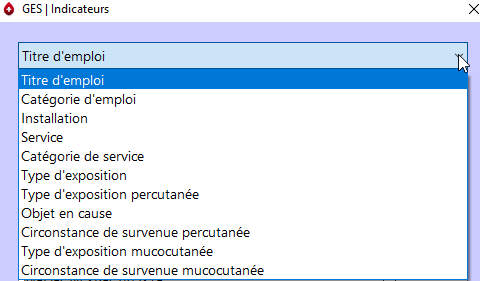 GES | Indicateurs
Titre d'emploi
Titre d'emploi
Catégorie d'emploi
Installation
Service
Catégorie de service
Type d'exposition
Type d'exposition percutanée
Objet en cause
Circonstance de survenue percutanée
Type d'exposition mucocutanée
Circonstance de survenue mucocutanée